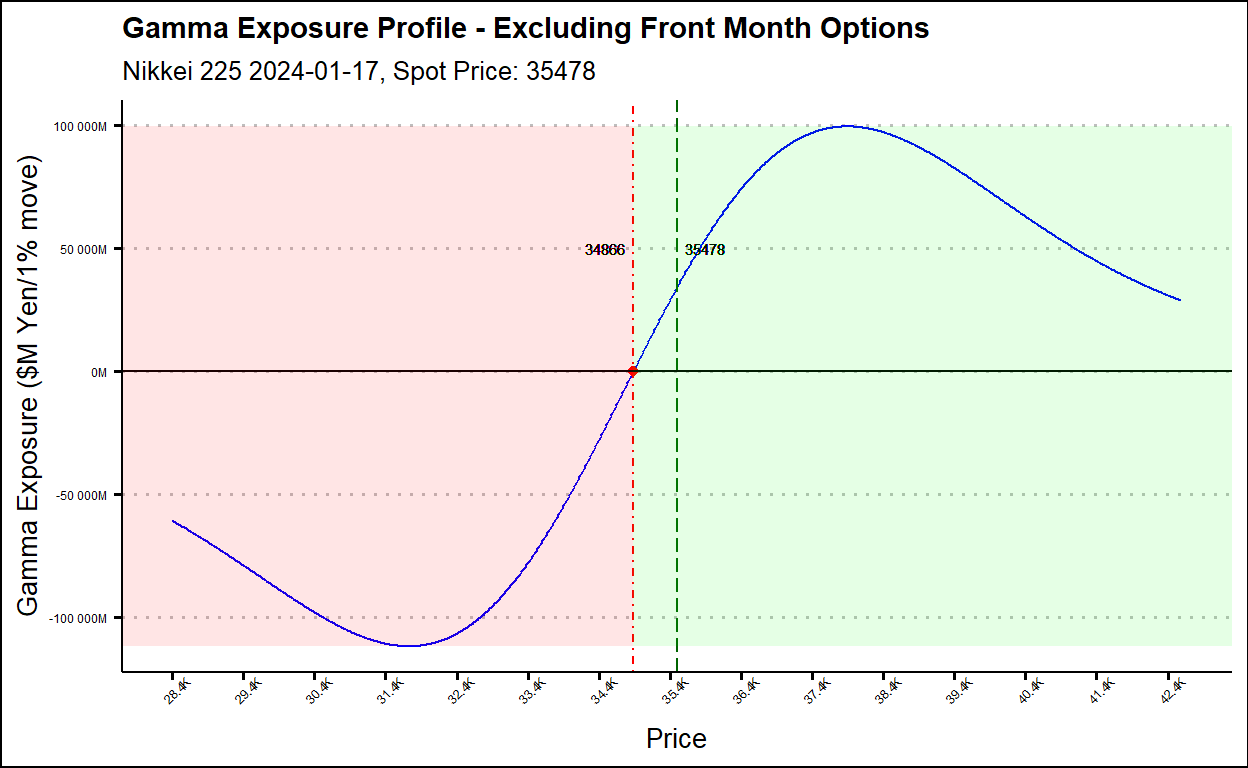 Gamma Exposure Profile - Excluding Front Month Options
Nikkei 225 2024-01-17, Spot Price: 35478
Gamma Exposure ($M Yen/1% move)
100 000M
50 000M
0M
-50 000M
-100 000M
34866
35478
28.4K
29.4K
30.4K
31.4K
32.4K
33.4K
34.4K
35.4K
36.4K
37.4K
38.4K
39.4K
40.4K
41.4K
42.4K
Price